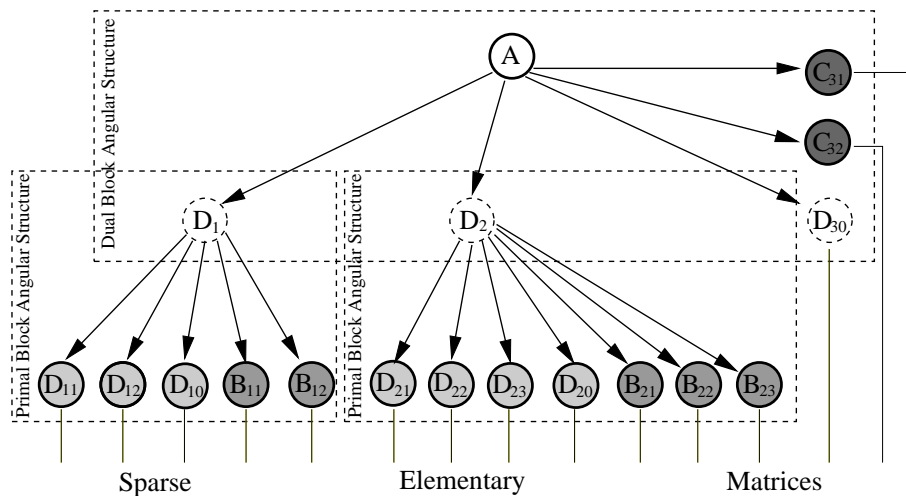 Dual Block Angular Structure
A
C31
C32
Primal Block Angular Structure
D1
Primal Block Angular Structure
D2
D30
D11 D12 D10 B11 B12 D21 D22 D23 D20 B21 B22 B23
Sparse Elementary Matrices